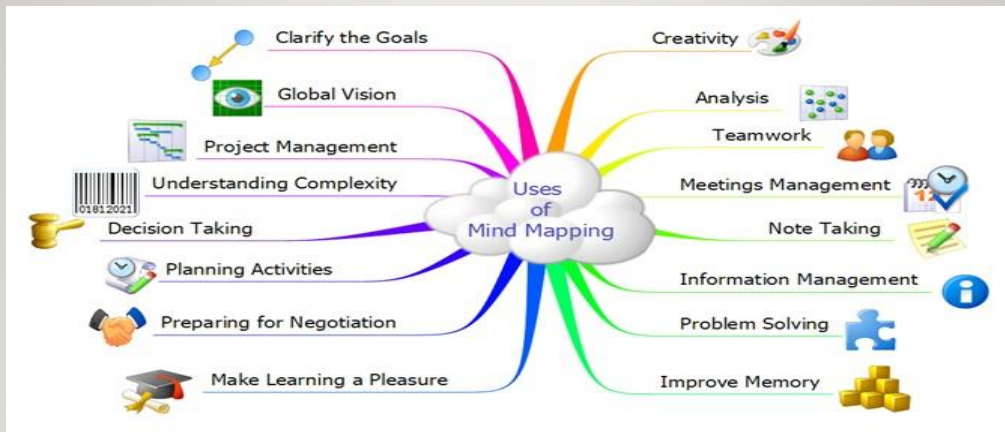 Clarify the Goals
Global Vision
Project Management
Understanding Complexity
01812021
Decision Taking
Planning Activities
Preparing for Negotiation
Make Learning a Pleasure
Uses
of
Mind Mapping
Creativity
Analysis
Teamwork
Meetings Management
12
Note Taking
Information Management
i
Problem Solving
Improve Memory